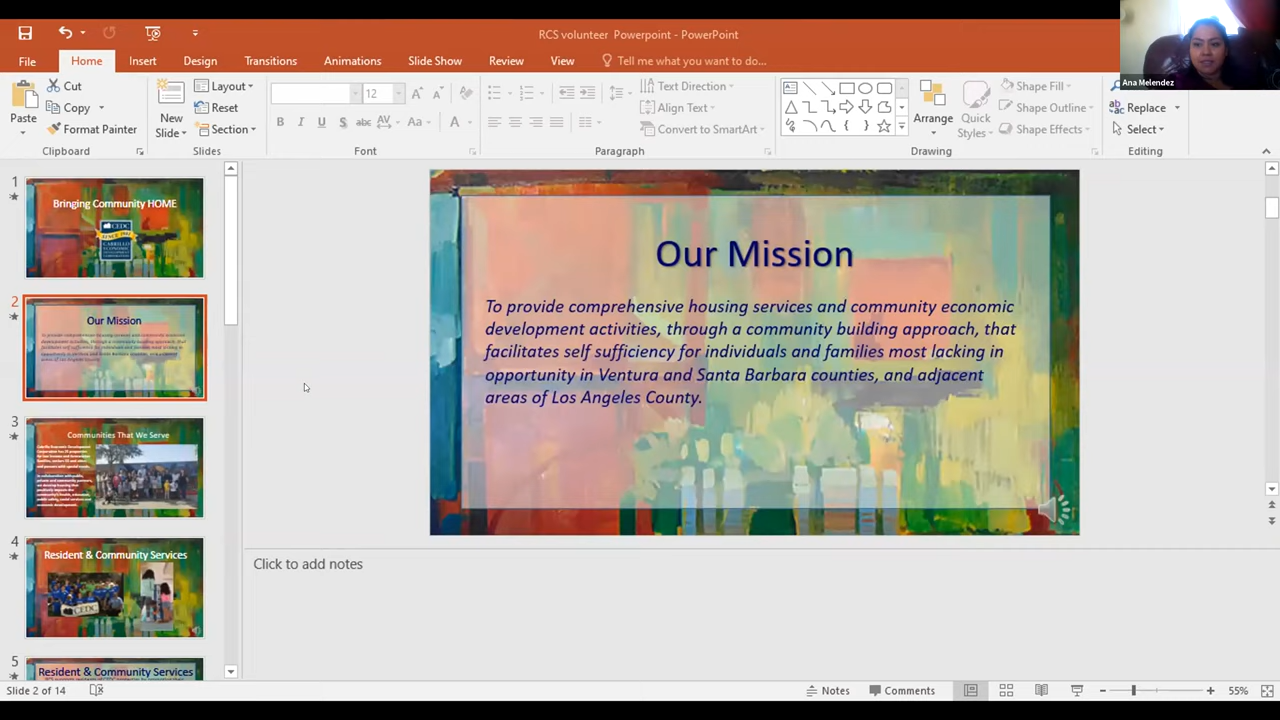 RCS volunteer  Powerpoint - PowerPoint
Ana Melendez
File Home Insert Design Transitions Animations Slide Show Review View Tell me what you want to do...
Paste
Cut
Copy
Format Painter
Clipboard
New Slide
Layout
Reset
Section
Slides
12
B I U S abc AV Aa A
Font
Text Direction
Align Text
Convert to SmartArt
Paragraph
Arrange
Quick Styles
Shape Fill
Shape Outline
Shape Effects
Drawing
Replace
Select
Editing
1
Bringing Community HOME
CEDC
2
Our Mission
3
Communities That We Serve
4
Resident & Community Services
CEDC
5
Resident & Community Services
Our Mission
To provide comprehensive housing services and community economic
development activities, through a community building approach, that
facilitates self sufficiency for individuals and families most lacking in
opportunity in Ventura and Santa Barbara counties, and adjacent
areas of Los Angeles County.
Click to add notes
Slide 2 of 14
Notes
Comments
55%